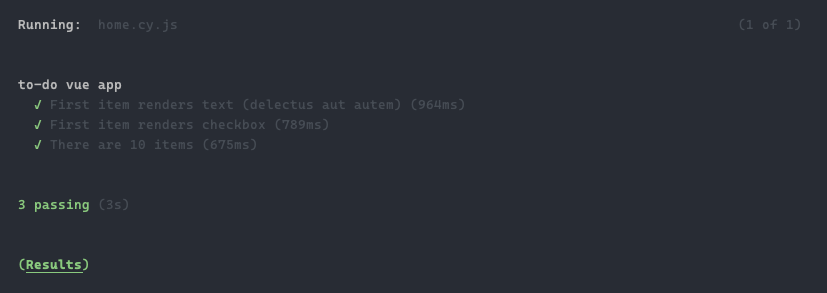 Running:  home.cy.js (1 of 1)
to-do vue app
✓ First item renders text (delectus aut autem) (964ms)
✓ First item renders checkbox (789ms)
✓ There are 10 items (675ms)
3 passing (3s)
(Results)